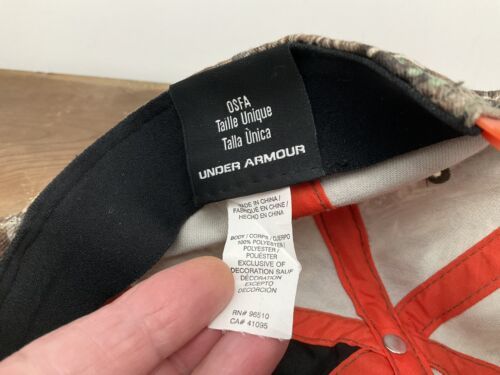 OSFA
Taille Unique
Talla Ùnica
UNDER ARMOUR
MADE IN CHINA/
FABRIQUÉ EN CHINE/
HECHO EN CHINA
BODY / CORPS / CUERPO
100% POLYESTER/
POLYESTER/
POLIÉSTER
EXCLUSIVE OF
DECORATION SAUF
DÉCORATION
EXCEPTO
DECORACIÓN
RN# 96510
CA# 41095